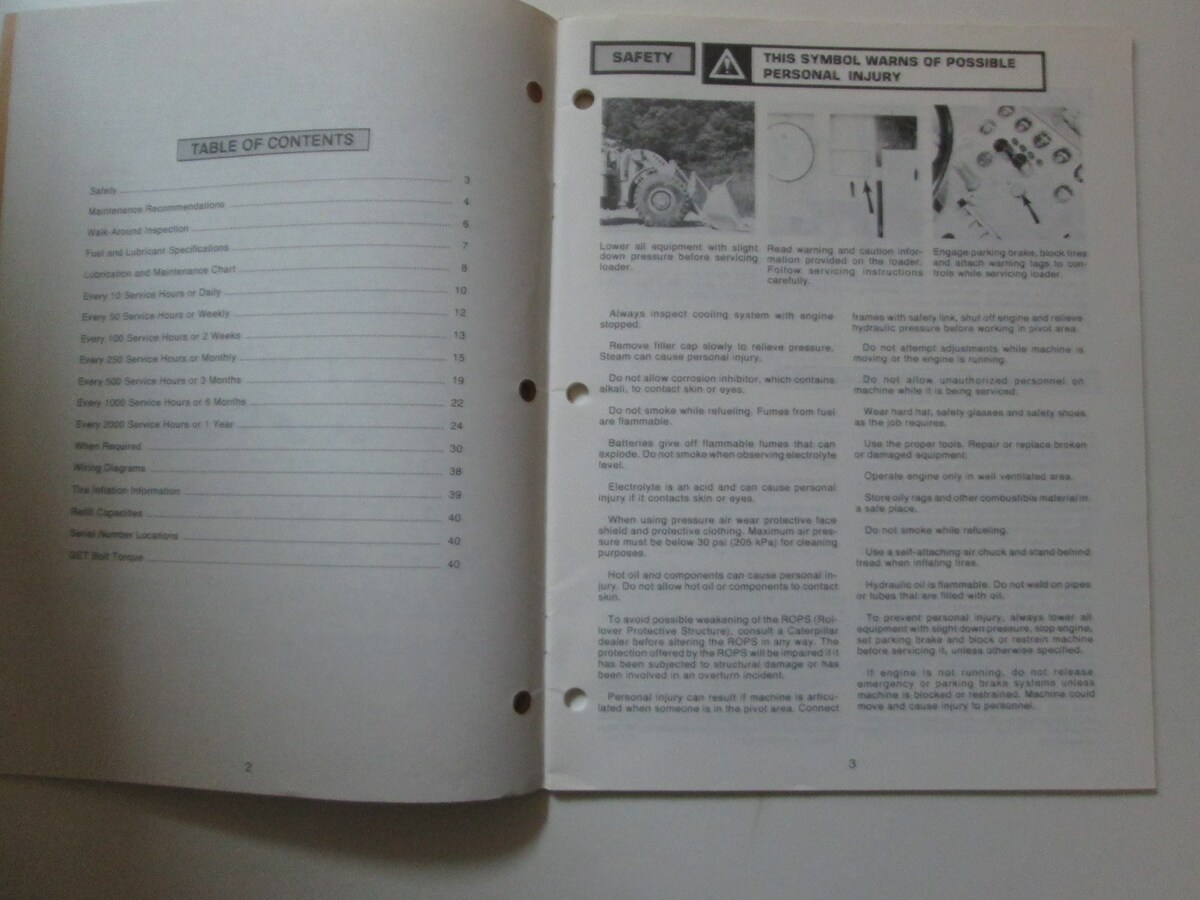 TABLE OF CONTENTS
Safety 3
Maintenance Recommendations 4
Walk-Around Inspection 6
Fuel and Lubricant Specifications 7
Lubrication and Maintenance Chart 8
Every 10 Service Hours or Daily 10
Every 50 Service Hours or Weekly 12
Every 100 Service Hours or 2 Weeks 13
Every 250 Service Hours or Monthly 15
Every 500 Service Hours or 3 Months 19
Every 1000 Service Hours or 6 Months 22
Every 2000 Service Hours or 1 Year 24
When Required 30
Wiring Diagrams 38
Tire Inflation Information 39
Refill Capacities 40
Serial Number Locations 40
GET Bolt Torque 40
2
SAFETY
THIS SYMBOL WARNS OF POSSIBLE
PERSONAL INJURY
Lower all equipment with slight
down pressure before servicing
loader.
Read warning and caution infor-
mation provided on the loader.
Follow servicing instructions
carefully.
Engage parking brake, block tires
and attach warning tags to con-
trols while servicing loader.
Always inspect cooling system with engine
stopped.
Remove filler cap slowly to relieve pressure.
Steam can cause personal injury.
Do not allow corrosion inhibitor, which contains
alkali, to contact skin or eyes.
Do not smoke while refueling. Fumes from fuel
are flammable.
Batteries give off flammable fumes that can
explode. Do not smoke when observing electrolyte
level.
Electrolyte is an acid and can cause personal
injury if it contacts skin or eyes.
When using pressure air wear protective face
shield and protective clothing. Maximum air pres-
sure must be below 30 psi (205 kPa) for cleaning
purposes.
Hot oil and components can cause personal in-
jury. Do not allow hot oil or components to contact
skin.
To avoid possible weakening of the ROPS (Rol-
lover Protective Structure), consult a Caterpillar
dealer before altering the ROPS in any way. The
protection offered by the ROPS will be impaired if it
has been subjected to structural damage or has
been involved in an overturn incident.
Personal injury can result if machine is articu-
lated when someone is in the pivot area. Connect
frames with safety link, shut off engine and relieve
hydraulic pressure before working in pivot area.
Do not attempt adjustments while machine is
moving or the engine is running.
Do not allow unauthorized personnel on
machine while it is being serviced.
Wear hard hat, safety glasses and safety shoes
as the job requires.
Use the proper tools. Repair or replace broken
or damaged equipment.
Operate engine only in well ventilated area.
Store oily rags and other combustible material in
a safe place.
Do not smoke while refueling.
Use a self-attaching air chuck and stand behind
tread when inflating tires.
Hydraulic oil is flammable. Do not weld on pipes
or tubes that are filled with oil.
To prevent personal injury, always lower all
equipment with slight down pressure, stop engine,
set parking brake and block or restrain machine
before servicing it, unless otherwise specified.
If engine is not running, do not release
emergency or parking brake systems unless
machine is blocked or restrained. Machine could
move and cause injury to personnel.
3